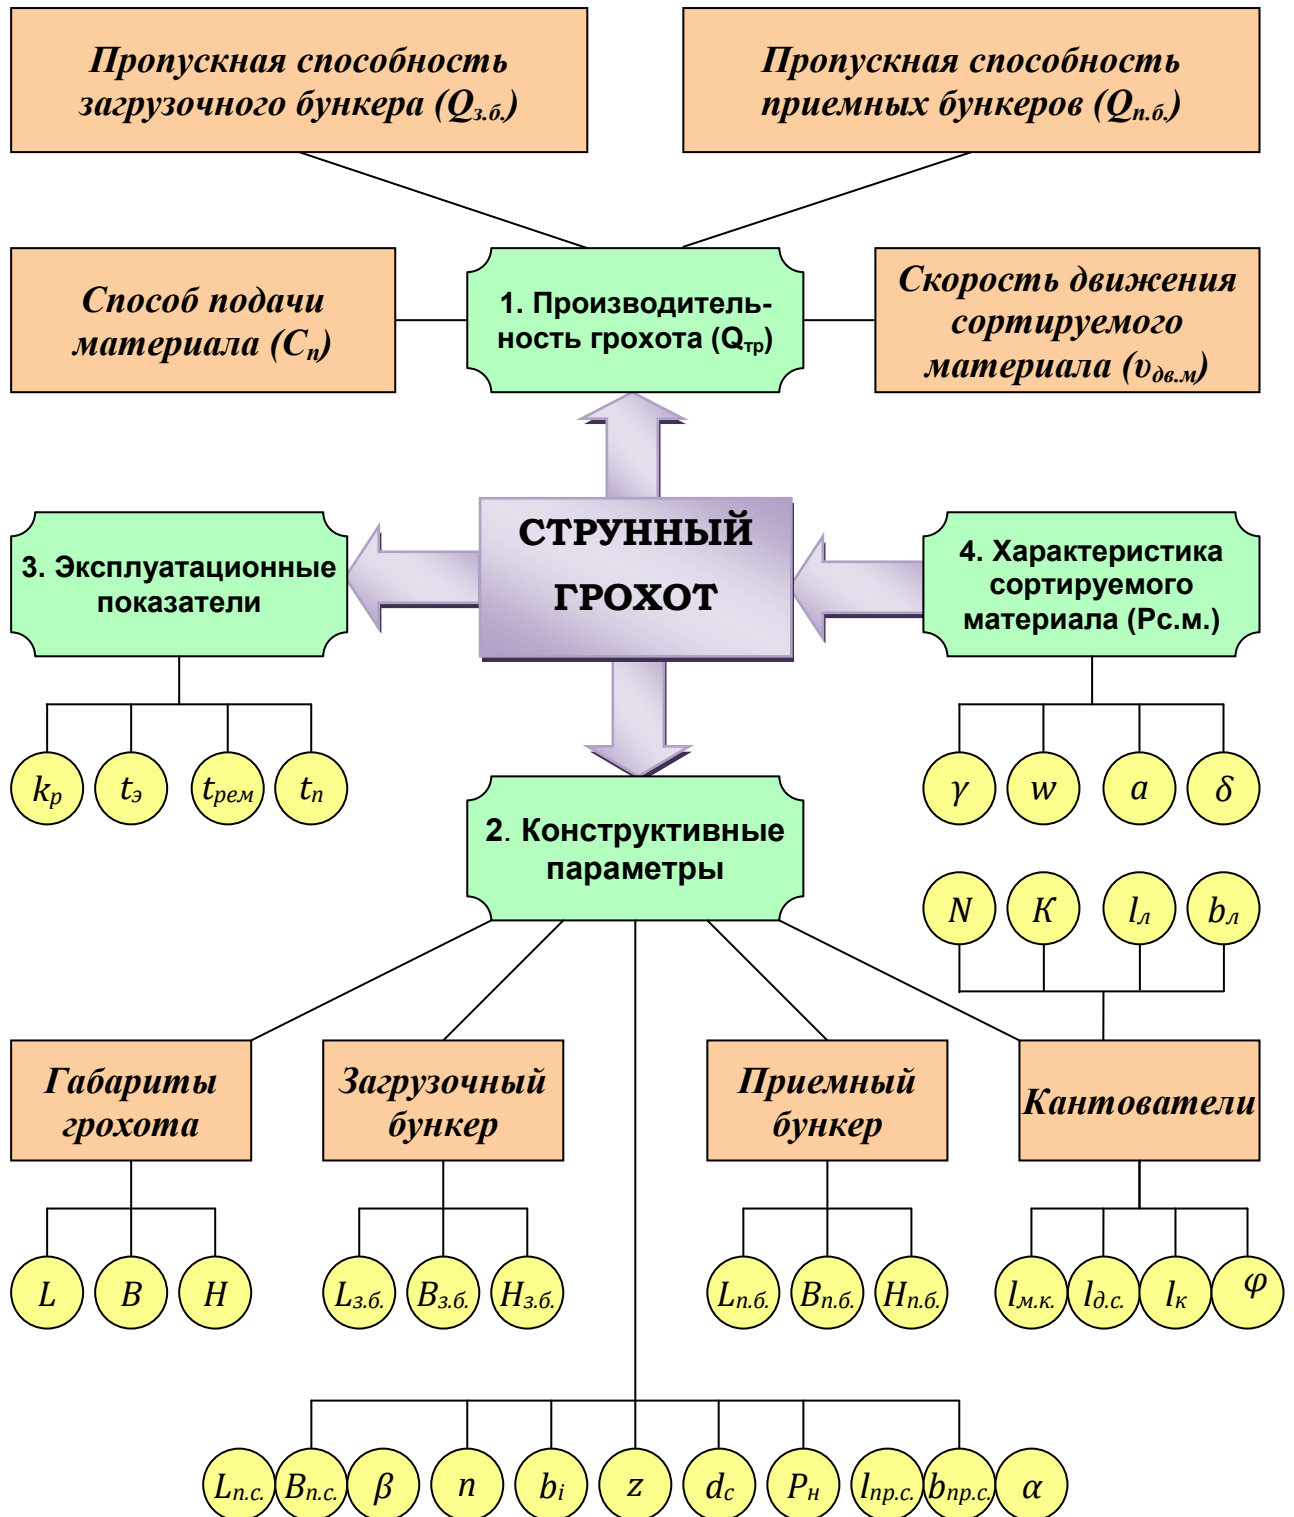 Пропускная способность
загрузочного бункера (Qз.б.)
Пропускная способность
приемных бункеров (Qп.б.)
Способ подачи
материала (Сп)
1. Производитель-
ность грохота (Qтр)
Скорость движения
сортируемого
материала (υдв.м)
СТРУННЫЙ
ГРОХОТ
3. Эксплуатационные
показатели
4. Характеристика
сортируемого
материала (Рс.м.)
kр
tэ
tрем
tп
γ
w
a
δ
2. Конструктивные
параметры
N
К
lл
bл
Габариты
грохота
Загрузочный
бункер
Приемный
бункер
Кантователи
L
B
H
Lз.б.
Bз.б.
Hз.б.
Lп.б.
Bп.б.
Hп.б.
lм.к.
lд.с.
lк
φ
Lп.с.
Bп.с.
β
n
bi
z
dс
Pн
lпр.с.
bпр.с.
α